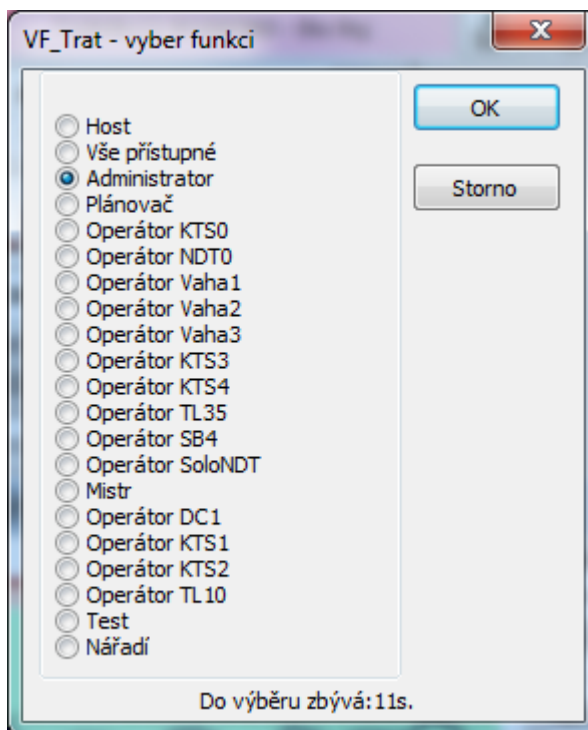 VF_Trat - vyber funkci
OK
Storno
Host
Vše přístupné
Administrator
Plánovač
Operátor KTS0
Operátor NDT0
Operátor Vaha1
Operátor Vaha2
Operátor Vaha3
Operátor KTS3
Operátor KTS4
Operátor TL35
Operátor SB4
Operátor SoloNDT
Mistr
Operátor DC1
Operátor KTS1
Operátor KTS2
Operátor TL10
Test
Nářadí
Do výběru zbývá:11s.